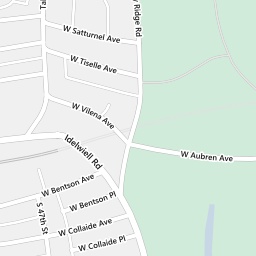 Ridge Rd
W Satturnel Ave
W Tiselle Ave
W Vilena Ave
Idelwiell Rd
W Aubren Ave
W Bentson Ave
W Bentson Pl
S 47th St
W Collaide Ave
W Collaide Pl